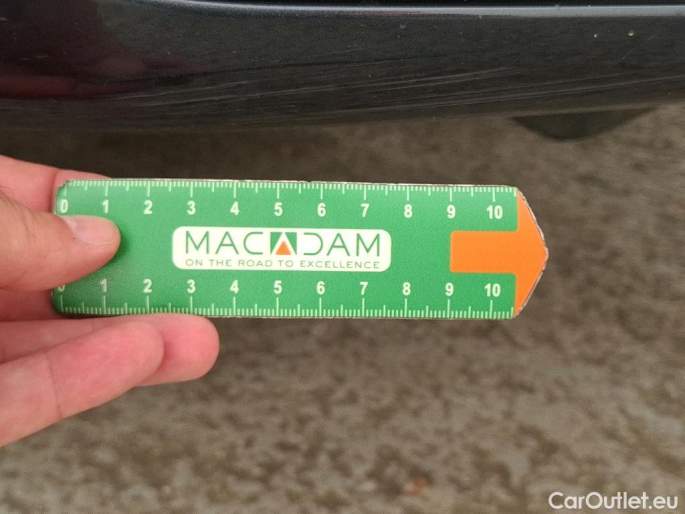 0 1 2 3 4 5 6 7 8 9 10
MACADAM
ON THE ROAD TO EXCELLENCE
0 1 2 3 4 5 6 7 8 9 10
CarOutlet.eu